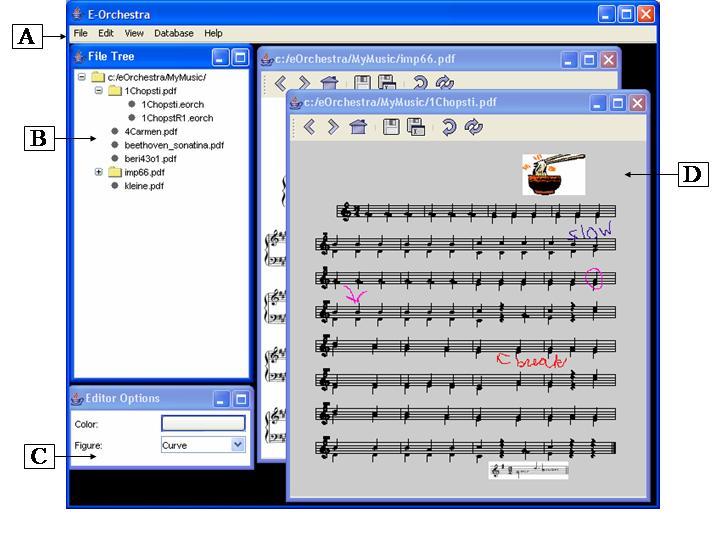 E-Orchestra
A
File Edit View Database Help
File Tree
c:/eOrchestra/MyMusic/
1Chopsti.pdf
1Chopsti.eorch
1ChopstR1.eorch
4Carmen.pdf
beethoven_sonatina.pdf
beri43o1.pdf
imp66.pdf
kleine.pdf
B
Editor Options
Color:
Figure: Curve
C
c:/eOrchestra/MyMusic/imp66.pdf
c:/eOrchestra/MyMusic/1Chopsti.pdf
D
slow
break